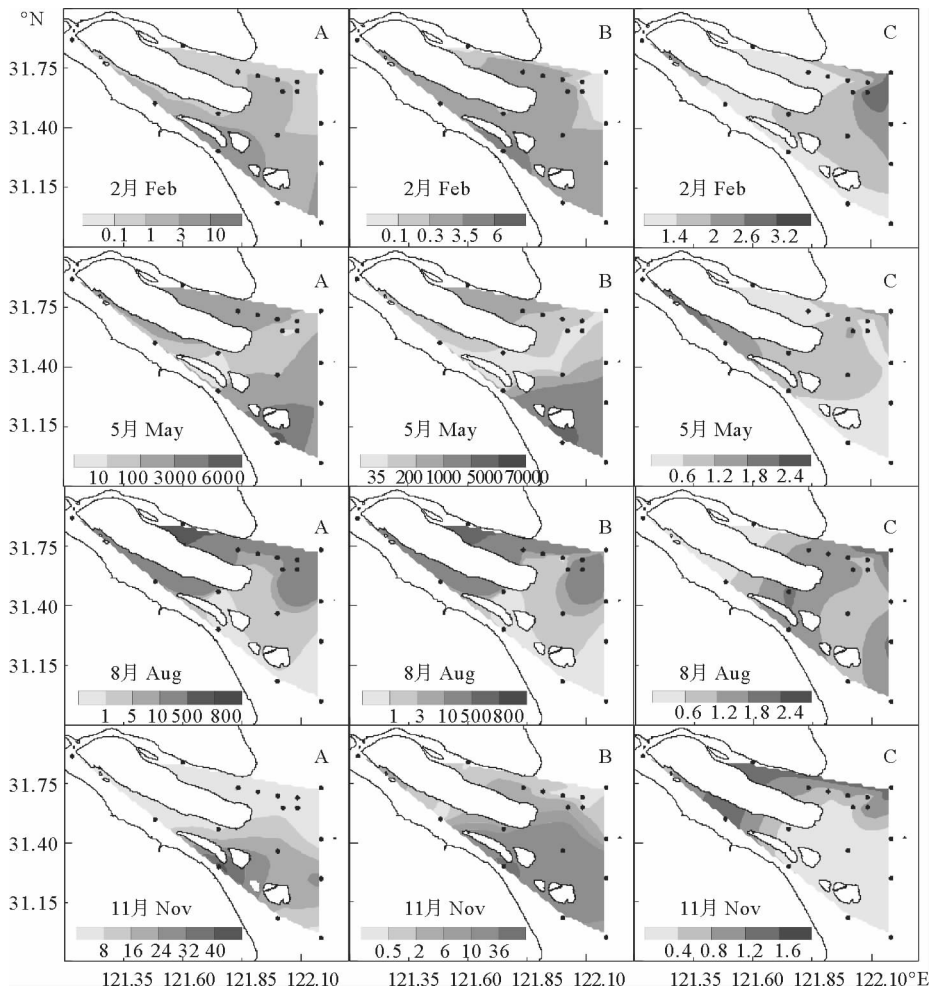 °N
A
B
C
31.75
31.40
31.15
2月 Feb
2月 Feb
2月 Feb
0.1 1 3 10
0.1 0.3 3.5 6
1.4 2 2.6 3.2
A
B
C
31.75
31.40
31.15
5月 May
5月 May
5月 May
10 100 3000 6000
35 200 1000 5000 70000
0.6 1.2 1.8 2.4
A
B
C
31.75
31.40
31.15
8月 Aug
8月 Aug
8月 Aug
1 5 10 500 800
1 3 10 500 800
0.6 1.2 1.8 2.4
A
B
C
31.75
31.40
31.15
11月 Nov
11月 Nov
11月 Nov
8 16 24 32 40
0.5 2 6 10 36
0.4 0.8 1.2 1.6
121.35 121.60 121.85 122.10 121.35 121.60 121.85 122.10 121.35 121.60 121.85 122.10°E